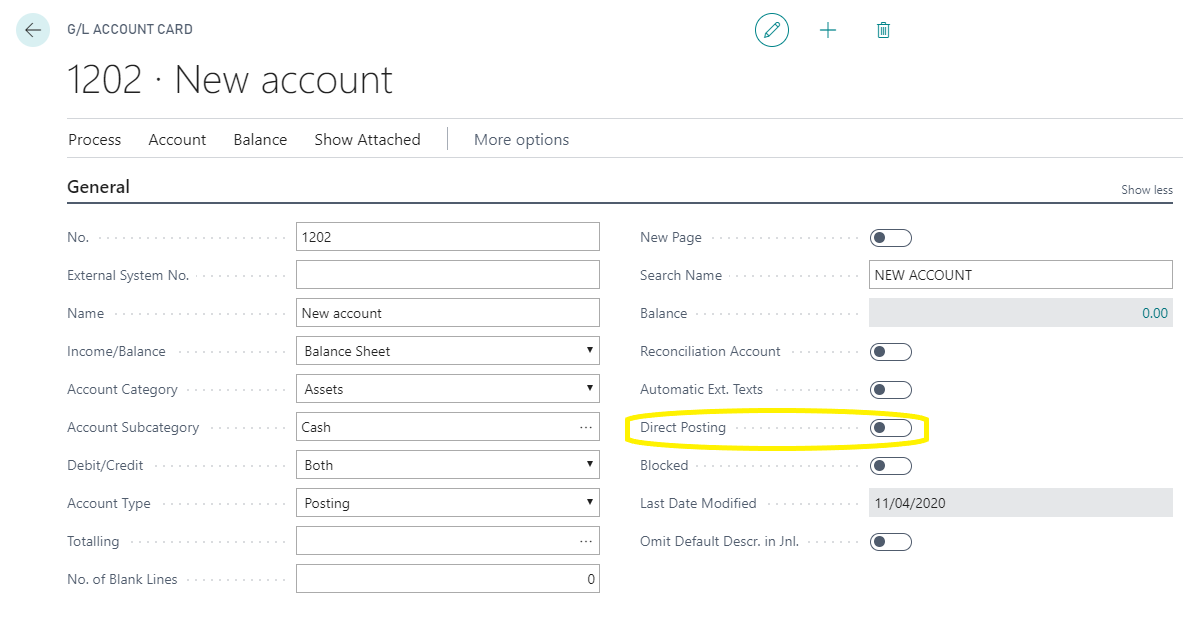 G/L ACCOUNT CARD
1202 · New account
Process Account Balance Show Attached More options
General Show less
No. 1202
External System No.
Name New account
Income/Balance Balance Sheet
Account Category Assets
Account Subcategory Cash ...
Debit/Credit Both
Account Type Posting
Totalling ...
No. of Blank Lines 0
New Page
Search Name NEW ACCOUNT
Balance 0.00
Reconciliation Account
Automatic Ext. Texts
Direct Posting
Blocked
Last Date Modified 11/04/2020
Omit Default Descr. in Jnl.